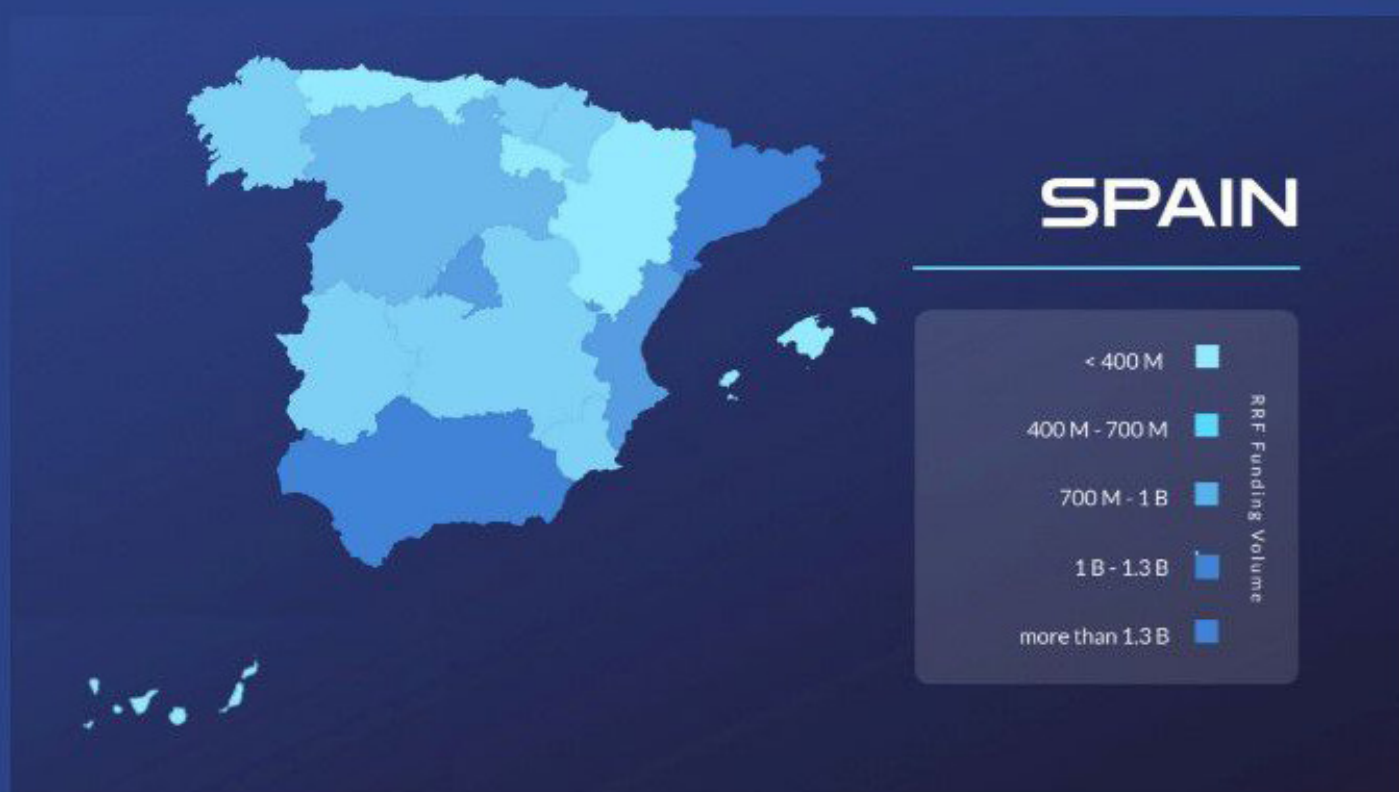 SPAIN
< 400 M
400 M - 700 M
700 M - 1 B
1 B - 1.3 B
more than 1.3 B
RRF Funding Volume